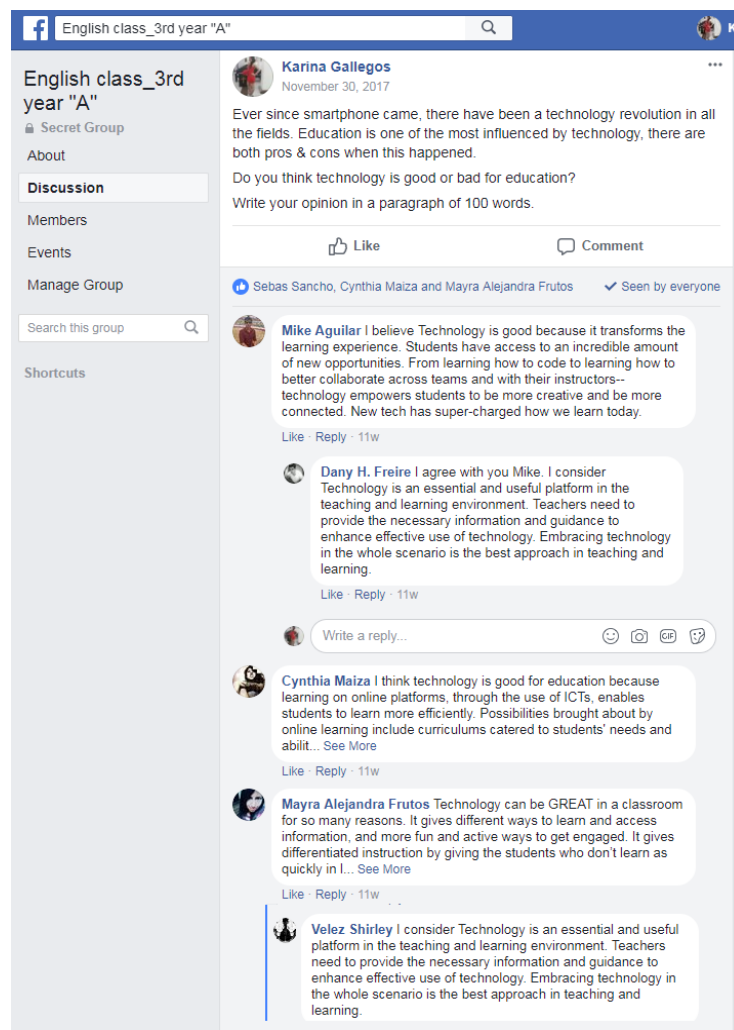 English class_3rd year "A"
K
English class_3rd
year "A"
Secret Group
About
Discussion
Members
Events
Manage Group
Search this group
Shortcuts
Karina Gallegos
November 30, 2017
Ever since smartphone came, there have been a technology revolution in all
the fields. Education is one of the most influenced by technology, there are
both pros & cons when this happened.
Do you think technology is good or bad for education?
Write your opinion in a paragraph of 100 words.
Like Comment
Sebas Sancho, Cynthia Maiza and Mayra Alejandra Frutos Seen by everyone
Mike Aguilar I believe Technology is good because it transforms the
learning experience. Students have access to an incredible amount
of new opportunities. From learning how to code to learning how to
better collaborate across teams and with their instructors--
technology empowers students to be more creative and be more
connected. New tech has super-charged how we learn today.
Like · Reply · 11w
Dany H. Freire I agree with you Mike. I consider
Technology is an essential and useful platform in the
teaching and learning environment. Teachers need to
provide the necessary information and guidance to
enhance effective use of technology. Embracing technology
in the whole scenario is the best approach in teaching and
learning.
Like · Reply · 11w
Write a reply...
GIF
Cynthia Maiza I think technology is good for education because
learning on online platforms, through the use of ICTs, enables
students to learn more efficiently. Possibilities brought about by
online learning include curriculums catered to students' needs and
abilit... See More
Like · Reply · 11w
Mayra Alejandra Frutos Technology can be GREAT in a classroom
for so many reasons. It gives different ways to learn and access
information, and more fun and active ways to get engaged. It gives
differentiated instruction by giving the students who don't learn as
quickly in l... See More
Like · Reply · 11w
Velez Shirley I consider Technology is an essential and useful
platform in the teaching and learning environment. Teachers
need to provide the necessary information and guidance to
enhance effective use of technology. Embracing technology in
the whole scenario is the best approach in teaching and
learning.